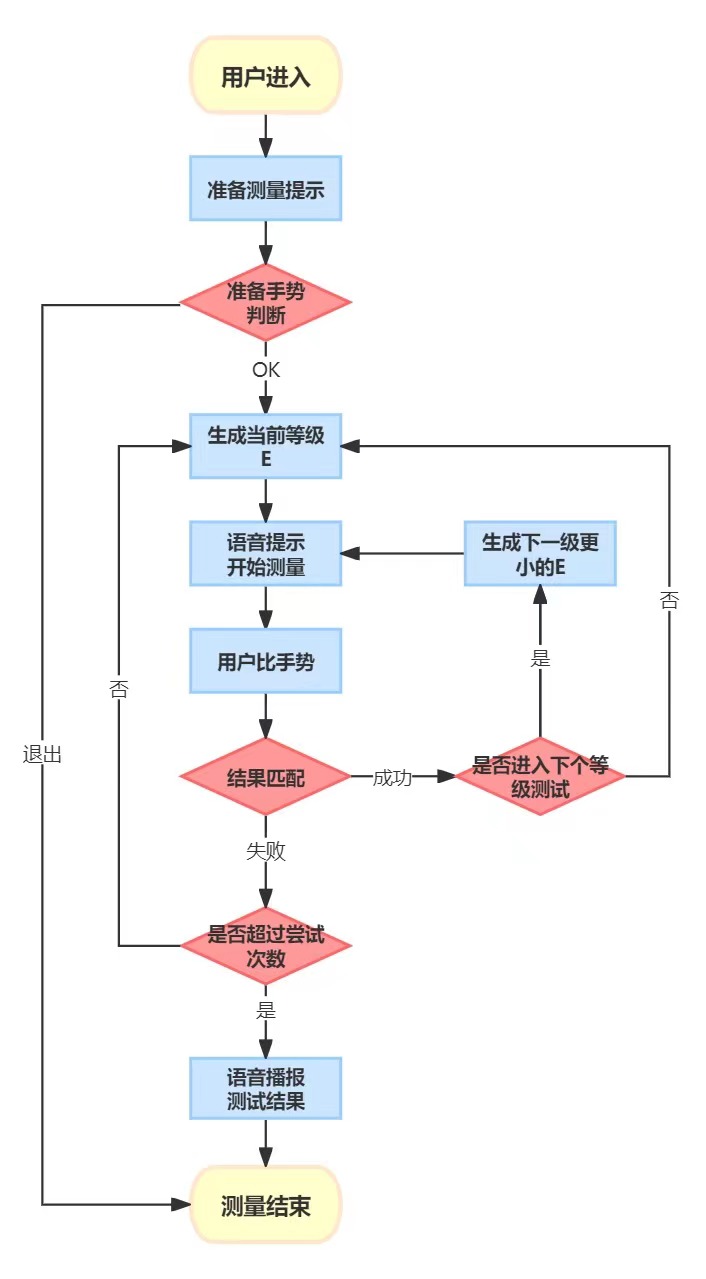 用户进入
准备测量提示
准备手势
判断
OK
生成当前等级
E
语音提示
开始测量
生成下一级更
小的E
否
是
用户比手势
否
退出
结果匹配
成功
是否进入下个等
级测试
失败
是否超过尝试
次数
是
语音播报
测试结果
测量结束